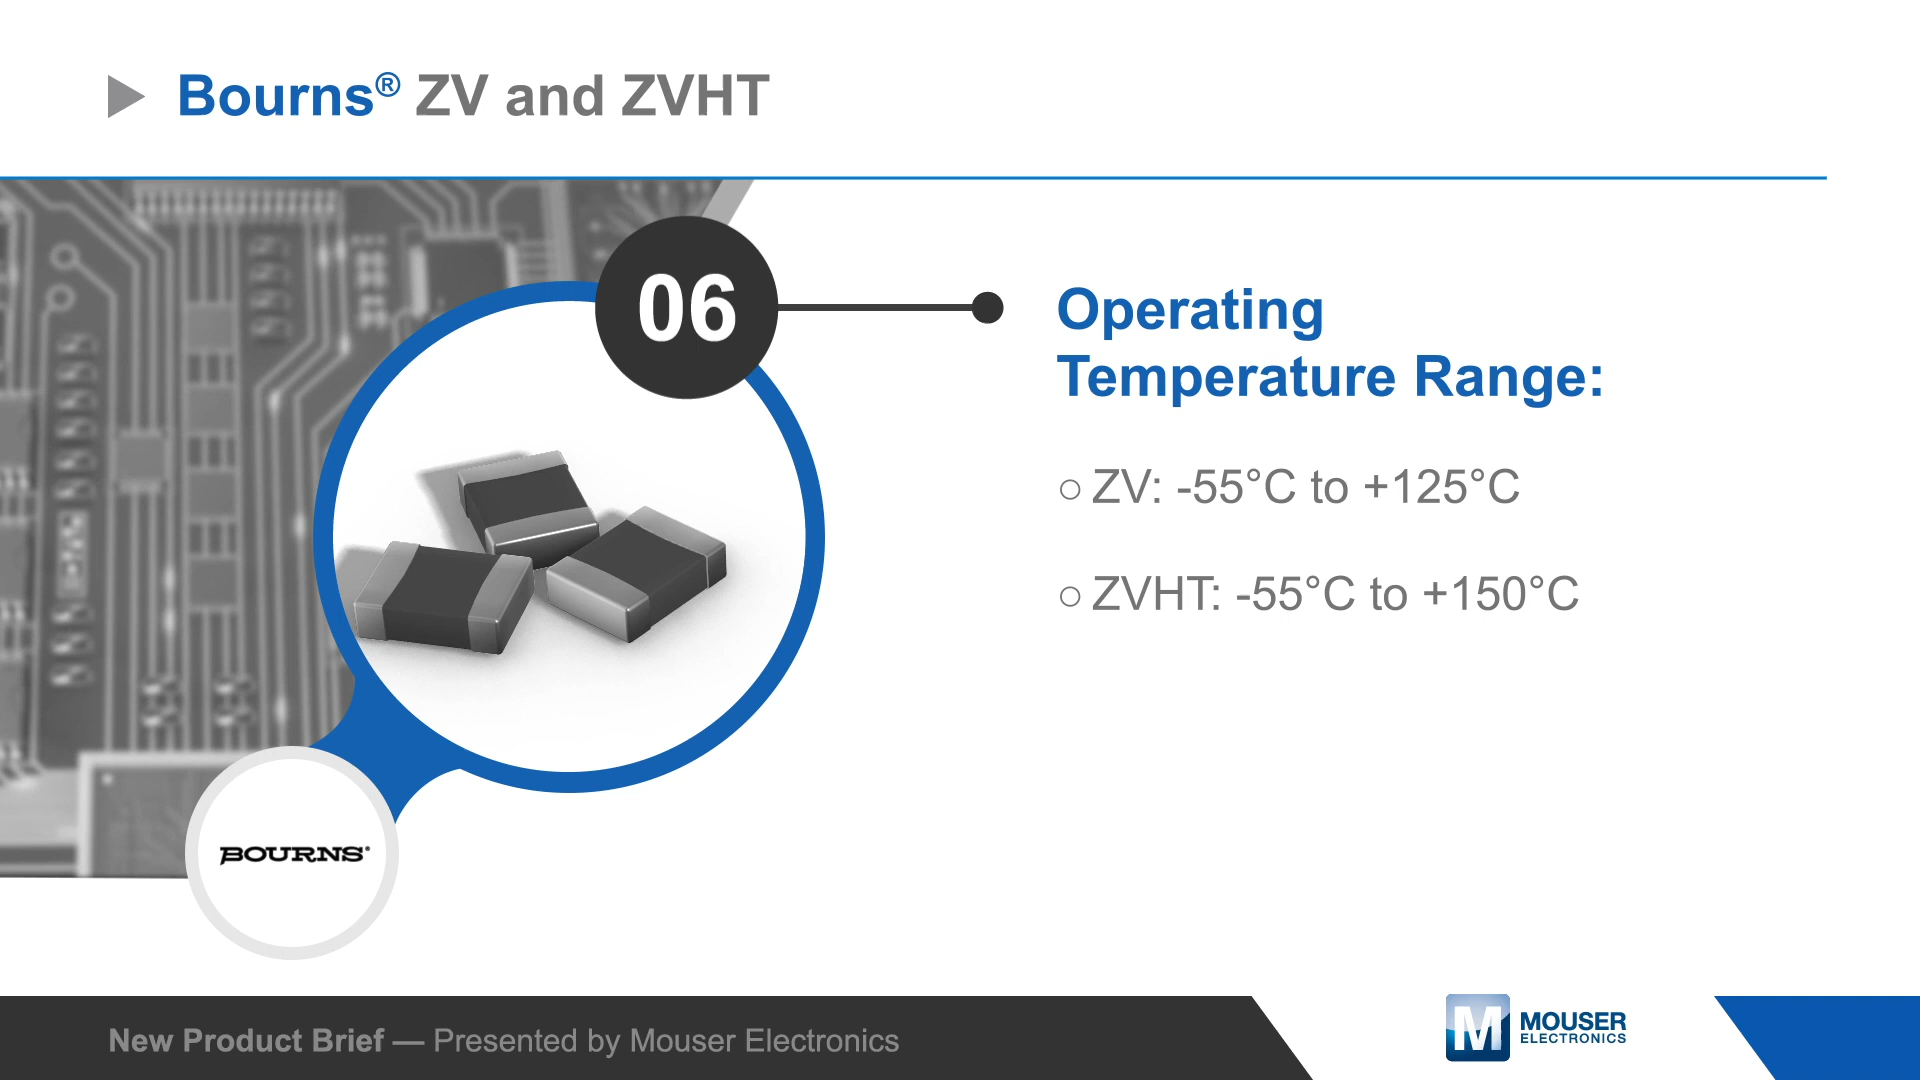 Bourns® ZV and ZVHT
06
Operating
Temperature Range:
○ ZV: -55°C to +125°C
○ ZVHT: -55°C to +150°C
BOURNS®
New Product Brief — Presented by Mouser Electronics
M
MOUSER
ELECTRONICS